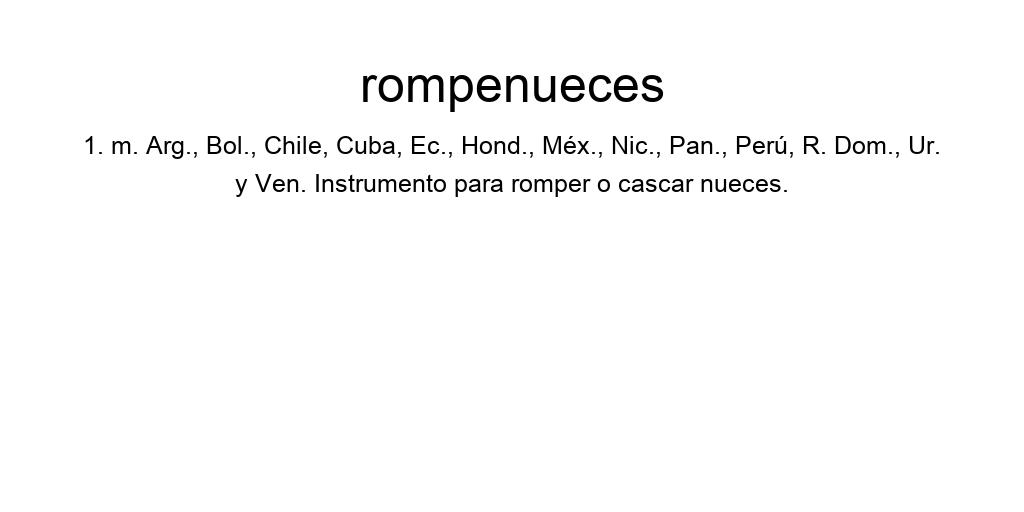 rompenueces
1. m. Arg., Bol., Chile, Cuba, Ec., Hond., Méx., Nic., Pan., Perú, R. Dom., Ur.
y Ven. Instrumento para romper o cascar nueces.